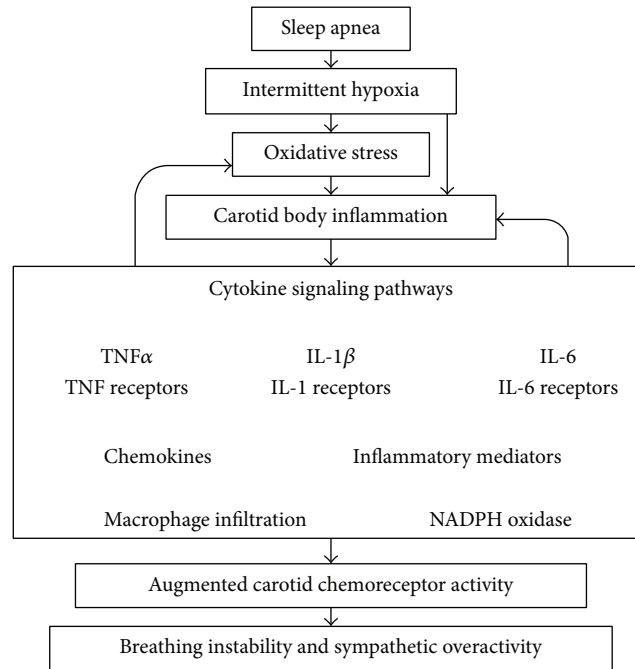 Sleep apnea
Intermittent hypoxia
Oxidative stress
Carotid body inflammation
Cytokine signaling pathways
TNFα IL-1β IL-6
TNF receptors IL-1 receptors IL-6 receptors
Chemokines Inflammatory mediators
Macrophage infiltration NADPH oxidase
Augmented carotid chemoreceptor activity
Breathing instability and sympathetic overactivity